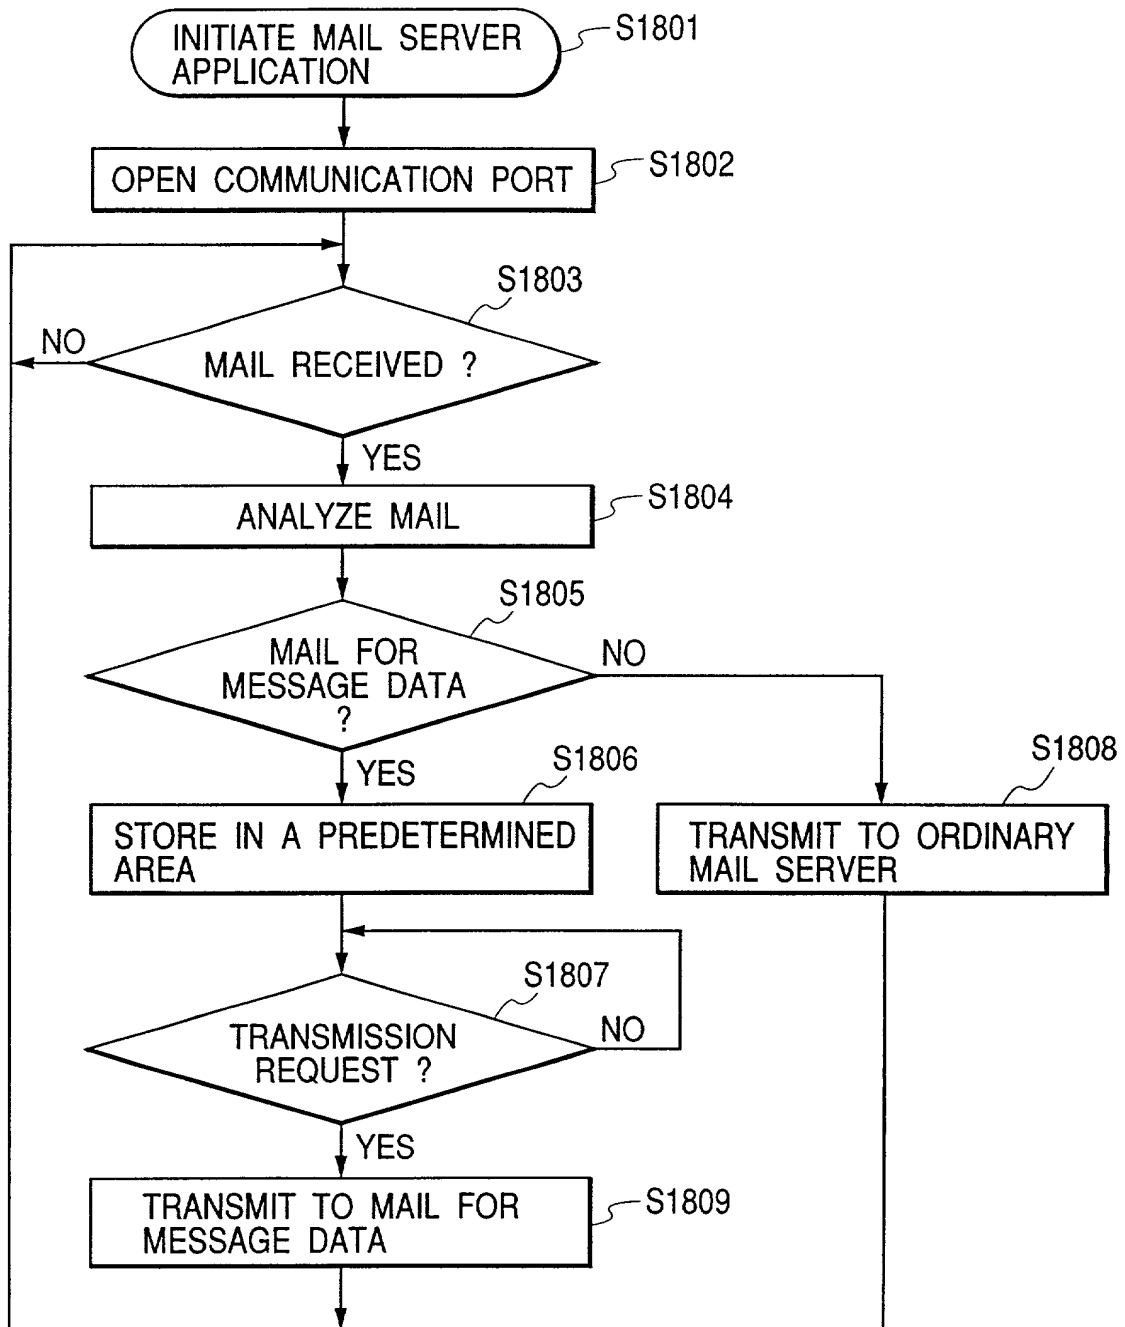 INITIATE MAIL SERVER
APPLICATION
S1801
OPEN COMMUNICATION PORT
S1802
S1803
NO
MAIL RECEIVED ?
YES
ANALYZE MAIL
S1804
S1805
MAIL FOR
MESSAGE DATA
?
NO
YES
S1806
S1808
STORE IN A PREDETERMINED
AREA
TRANSMIT TO ORDINARY
MAIL SERVER
S1807
TRANSMISSION
REQUEST ?
NO
YES
TRANSMIT TO MAIL FOR
MESSAGE DATA
S1809